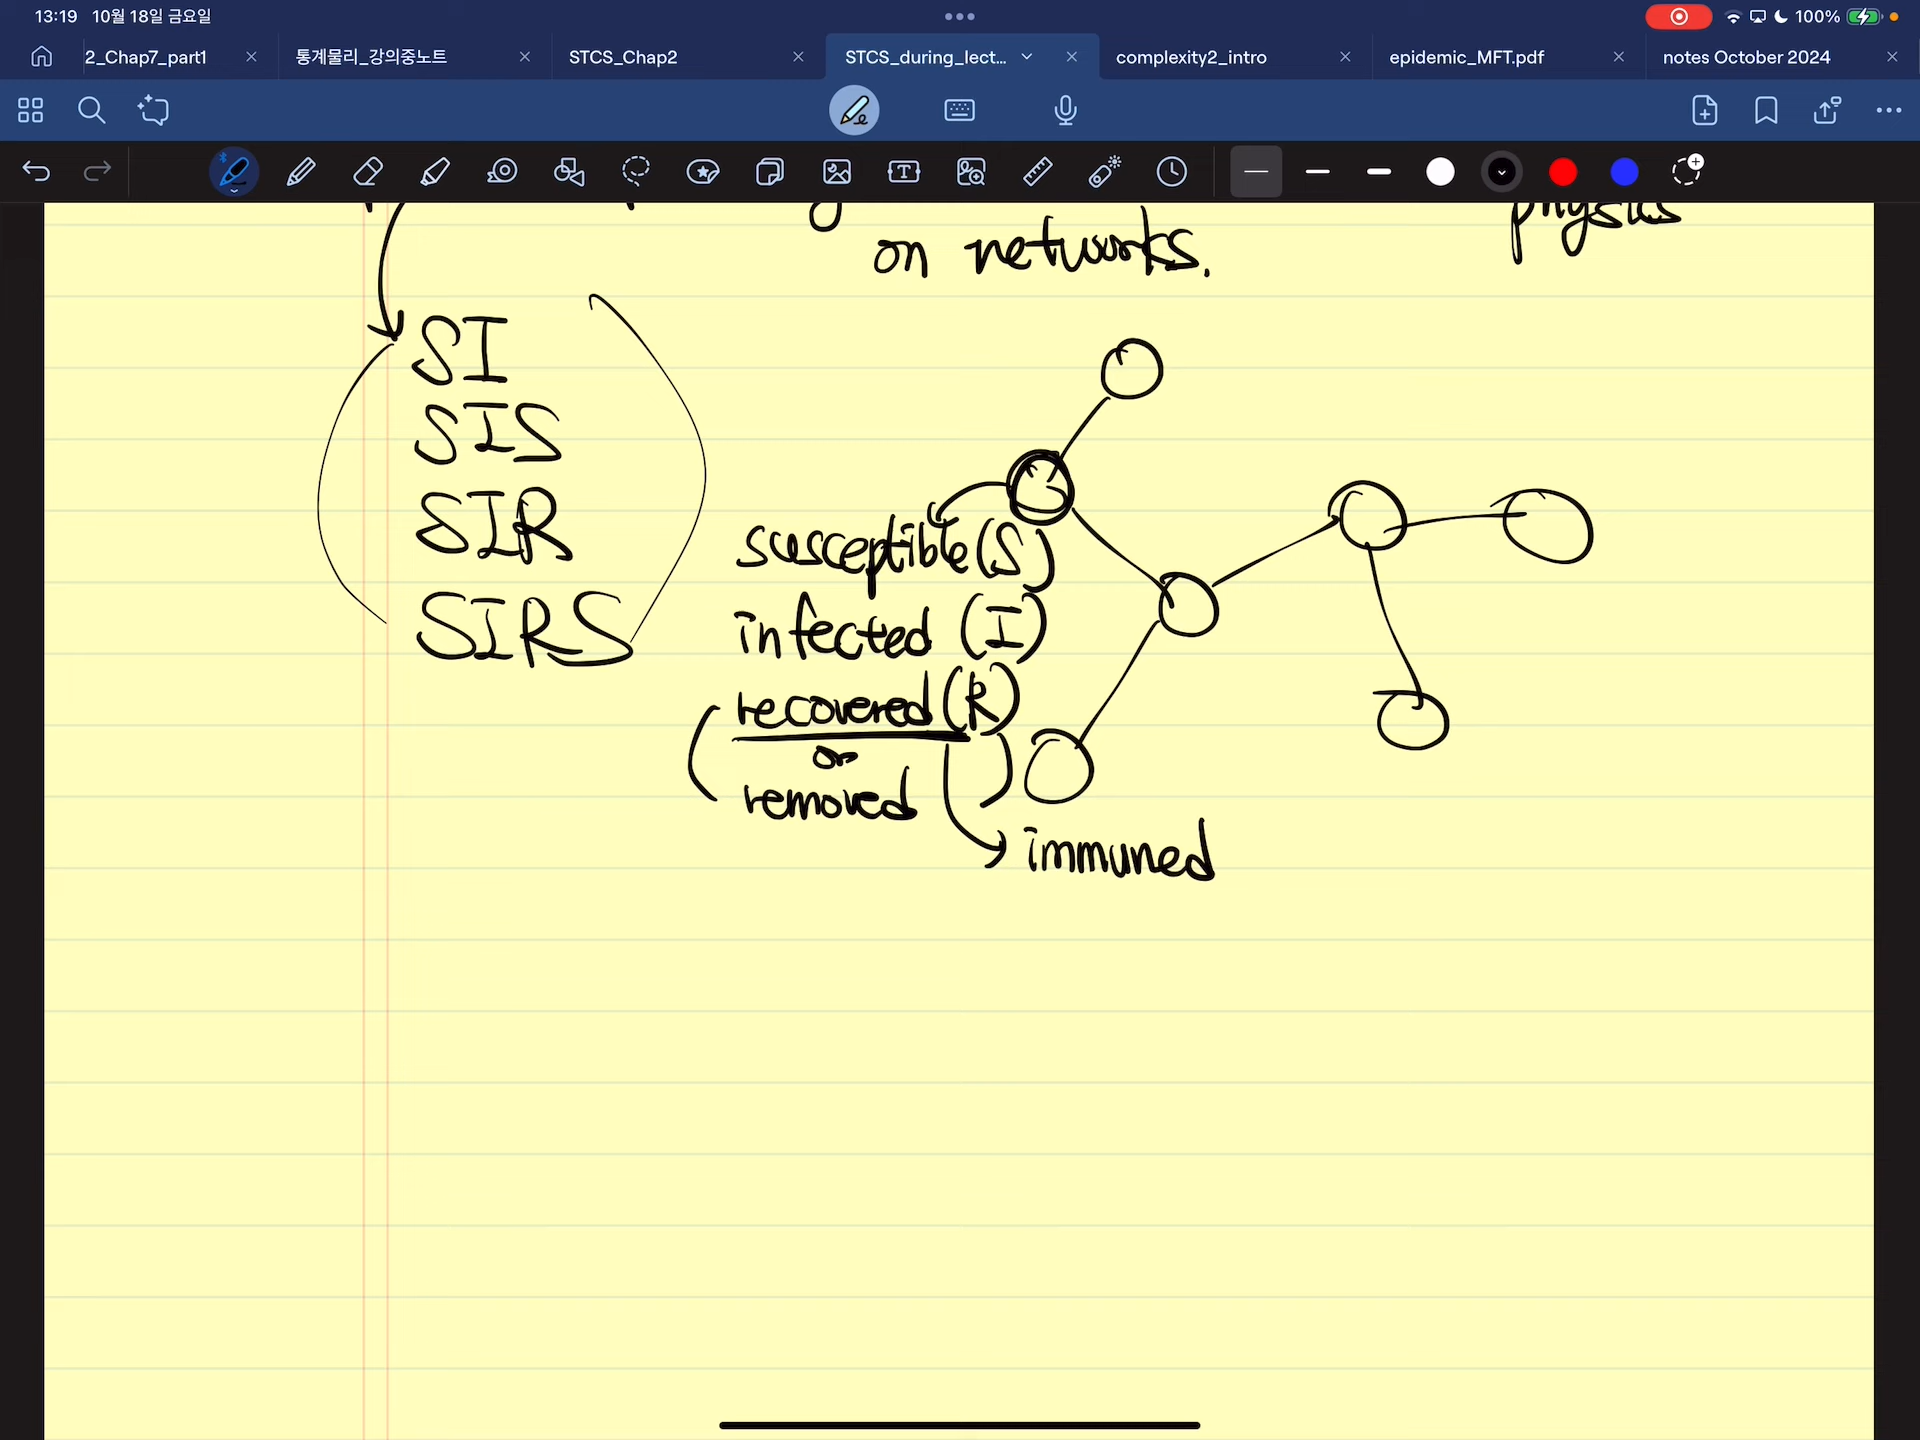 13:19 10월 18일 금요일
100%
2_Chap7_part1
통계물리_강의중노트
STCS_Chap2
STCS_during_lect...
complexity2_intro
epidemic_MFT.pdf
notes October 2024
physics
on networks.
SI
SIS
SIR
SIRS
susceptible (S)
infected (I)
recovered (R)
or
removed
immuned